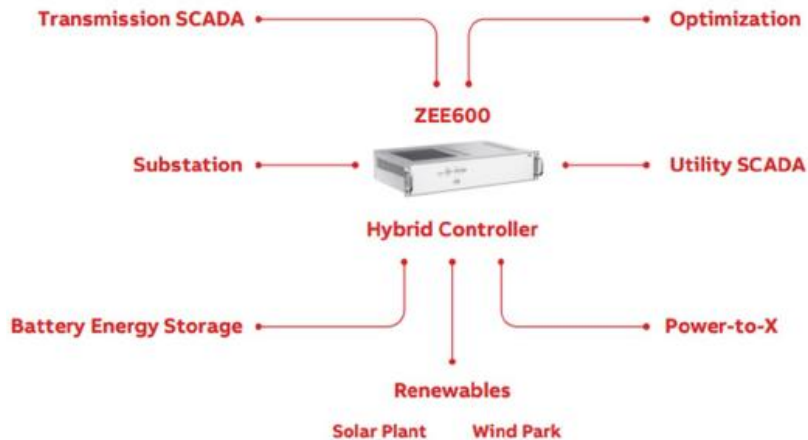 Transmission SCADA
Optimization
ZEE600
Substation
Utility SCADA
Hybrid Controller
Battery Energy Storage
Power-to-X
Renewables
Solar Plant
Wind Park